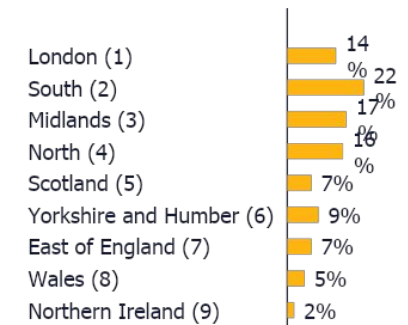 London (1) 14%
South (2) 22%
Midlands (3) 17%
North (4) 16%
Scotland (5) 7%
Yorkshire and Humber (6) 9%
East of England (7) 7%
Wales (8) 5%
Northern Ireland (9) 2%